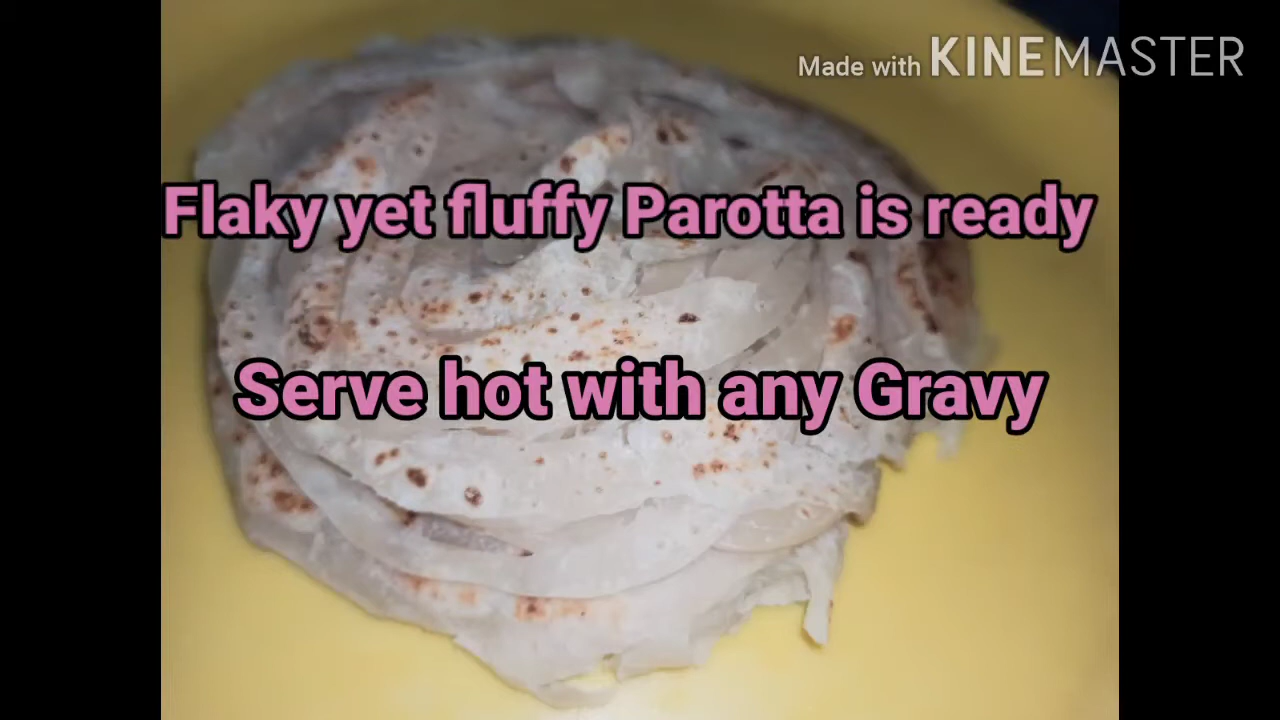 Made with KINEMASTER
Flaky yet fluffy Parotta is ready
Serve hot with any Gravy